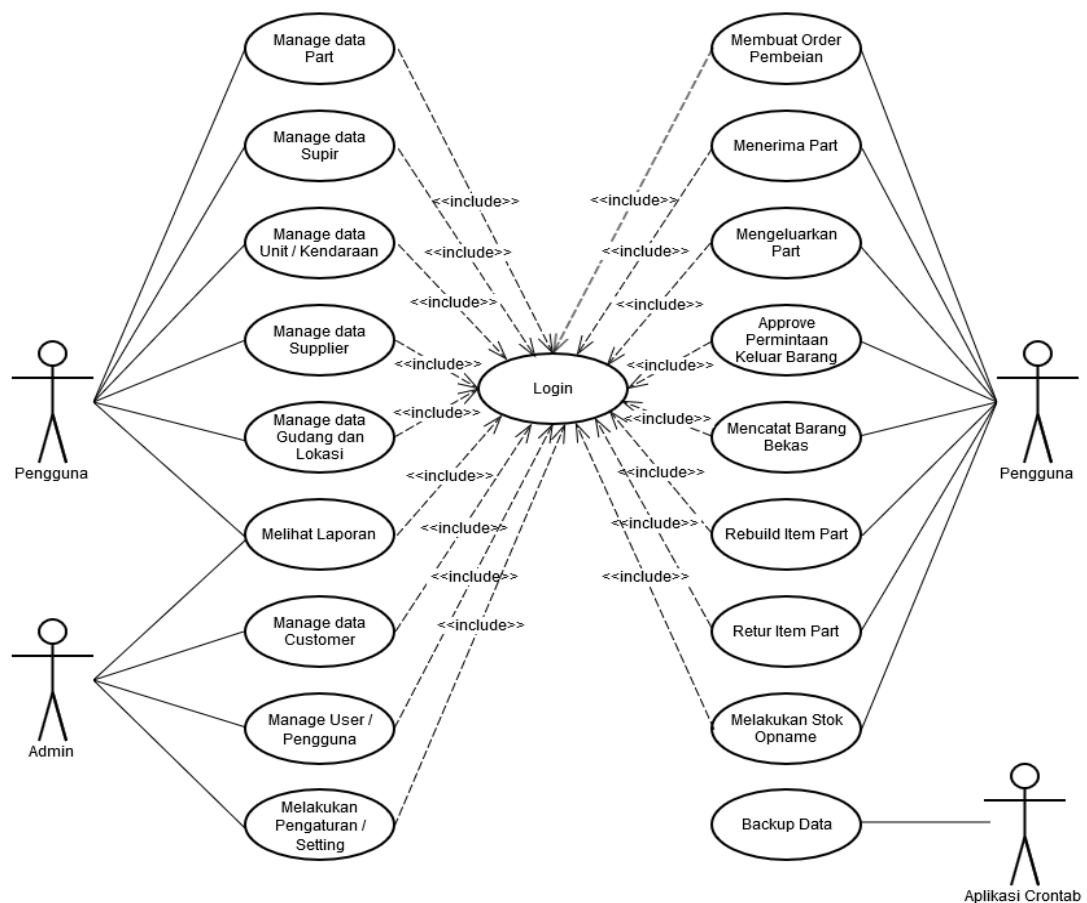 Manage data
Part
Manage data
Supir
Manage data
Unit / Kendaraan
Manage data
Supplier
Manage data
Gudang dan
Lokasi
Melihat Laporan
Manage data
Customer
Manage User /
Pengguna
Melakukan
Pengaturan /
Setting
Pengguna
Admin
<<include>>
<<include>>
<<include>>
<<include>>
<<include>>
<<include>>
<<include>>
<<include>>
<<include>>
Login
<<include>>
<<include>>
<<include>>
<<include>>
<<include>>
<<include>>
<<include>>
<<include>>
Membuat Order
Pembeian
Menerima Part
Mengeluarkan
Part
Approve
Permintaan
Keluar Barang
Mencatat Barang
Bekas
Rebuild Item Part
Retur Item Part
Melakukan Stok
Opname
Backup Data
Pengguna
Aplikasi Crontab